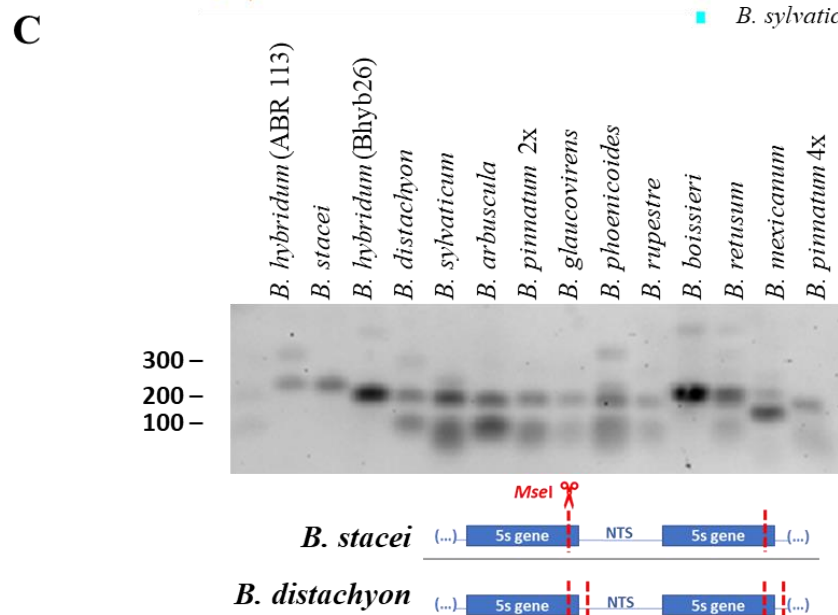 C
B. sylvatic
B. hybridum (ABR 113)
B. stacei
B. hybridum (Bhyb26)
B. distachyon
B. sylvaticum
B. arbuscula
B. pinnatum 2x
B. glaucovirens
B. phoenicoides
B. rupestre
B. boissieri
B. retusum
B. mexicanum
B. pinnatum 4x
300 –
200 –
100 –
MseI
B. stacei (...) 5s gene NTS 5s gene (...)
B. distachyon (...) 5s gene NTS 5s gene (...)